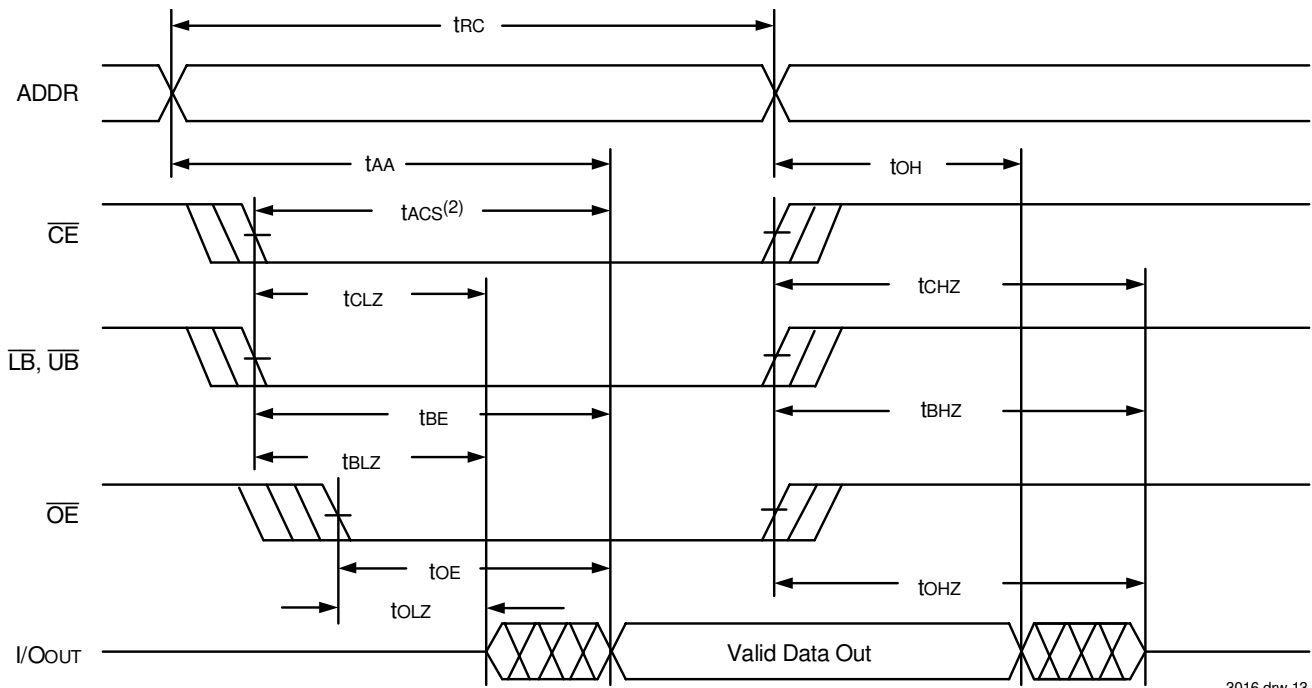 tRC
ADDR
tAA
tOH
tACS(2)
CE
tCLZ
tCHZ
LB, UB
tBE
tBHZ
tBLZ
OE
tOE
tOHZ
tOLZ
I/OOUT
Valid Data Out
3016 drw 13